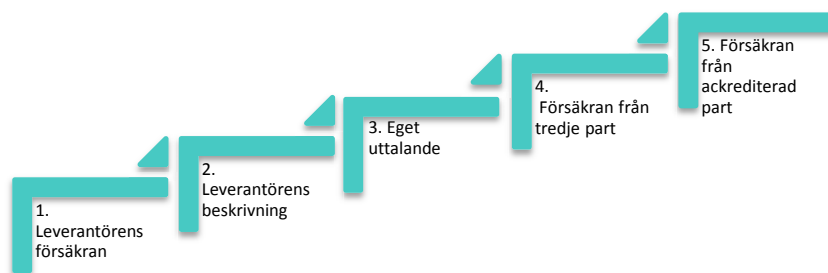 1.
Leverantörens
försäkran
2.
Leverantörens
beskrivning
3. Eget
uttalande
4.
Försäkran från
tredje part
5. Försäkran
från
ackrediterad
part